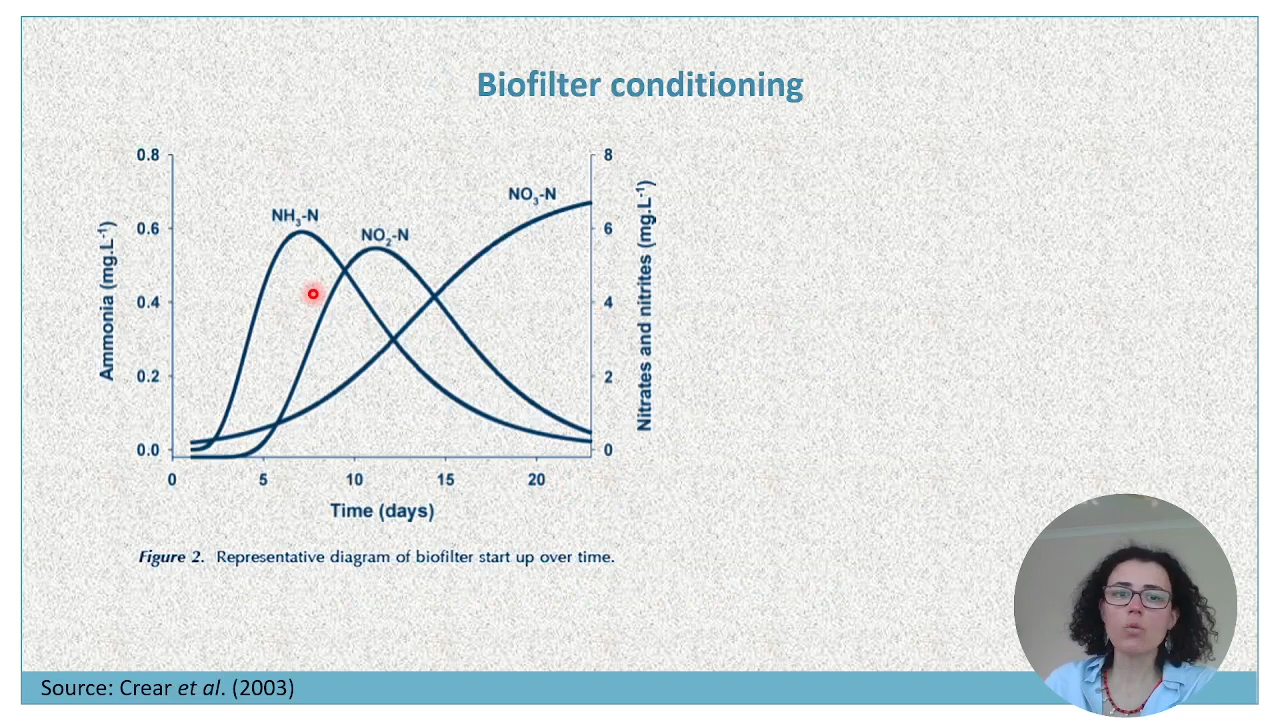 Biofilter conditioning
0.8
0.6
0.4
0.2
0.0
Ammonia (mg.L⁻¹)
NH₃-N
NO₂-N
NO₃-N
8
6
4
2
0
Nitrates and nitrites (mg.L⁻¹)
0 5 10 15 20
Time (days)
Figure 2. Representative diagram of biofilter start up over time.
Source: Crear et al. (2003)